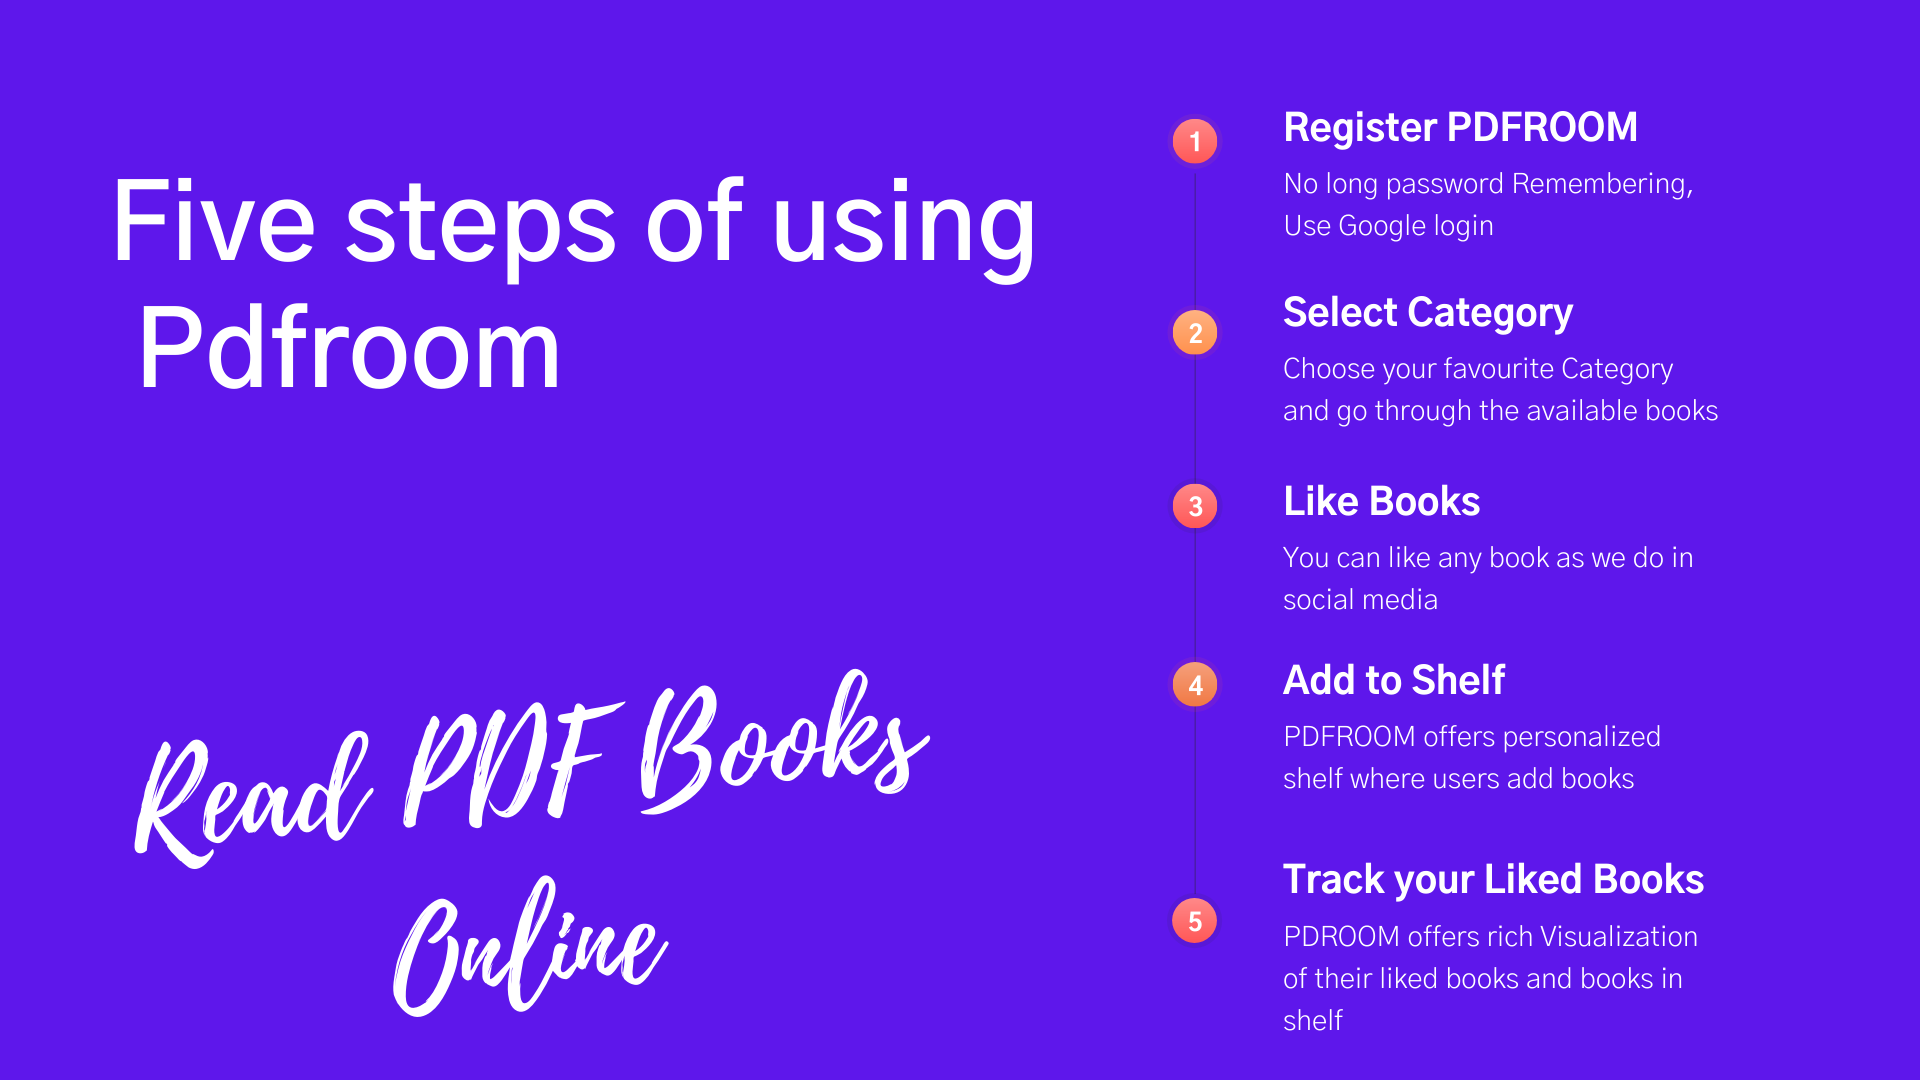 Five steps of using
Pdfroom
Read PDF Books
Online
1
Register PDFROOM
No long password Remembering,
Use Google login
2
Select Category
Choose your favourite Category
and go through the available books
3
Like Books
You can like any book as we do in
social media
4
Add to Shelf
PDFROOM offers personalized
shelf where users add books
5
Track your Liked Books
PDROOM offers rich Visualization
of their liked books and books in
shelf